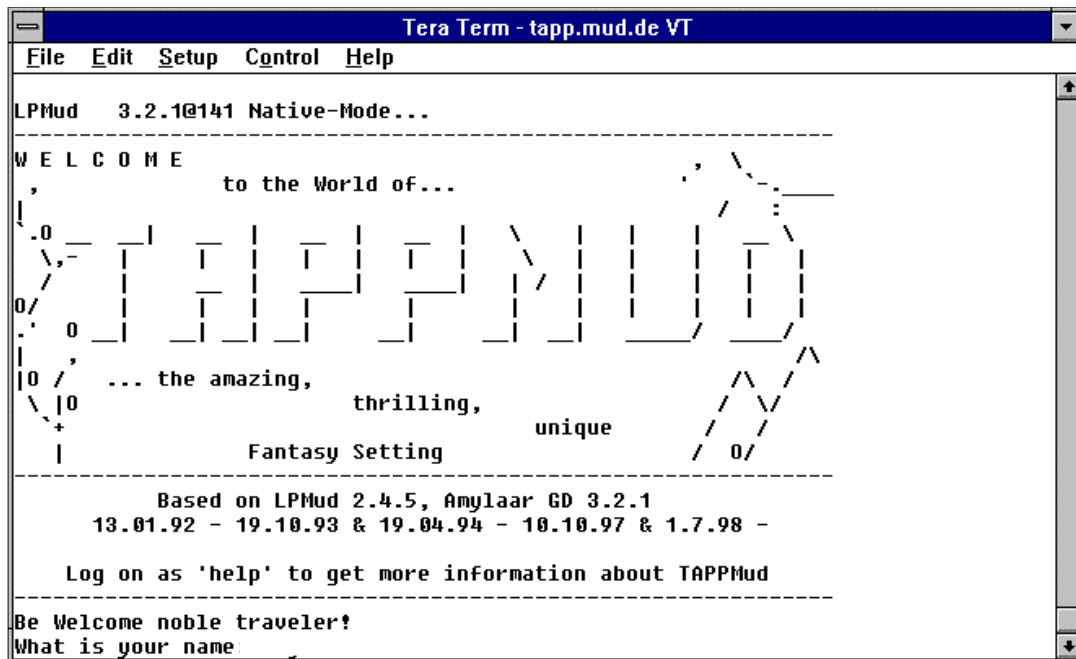 Tera Term - tapp.mud.de VT
File Edit Setup Control Help
LPMud 3.2.1@141 Native-Mode...
W E L C O M E
to the World of...
TAPPMUD
... the amazing,
thrilling,
unique
Fantasy Setting
Based on LPMud 2.4.5, Amylaar GD 3.2.1
13.01.92 - 19.10.93 & 19.04.94 - 10.10.97 & 1.7.98 -
Log on as 'help' to get more information about TAPPMud
Be Welcome noble traveler!
What is your name: